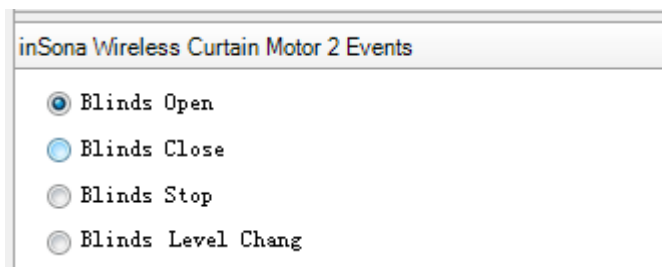 inSona Wireless Curtain Motor 2 Events
Blinds Open
Blinds Close
Blinds Stop
Blinds Level Chang